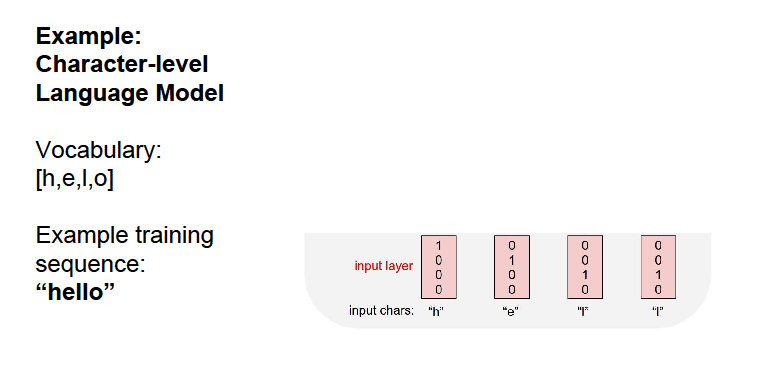 Example:
Character-level
Language Model
Vocabulary:
[h,e,l,o]
Example training
sequence:
“hello”
1 0 0 0
0 1 0 0
input layer
0 0 1 1
0 0 0 0
input chars: “h” “e” “l” “l”